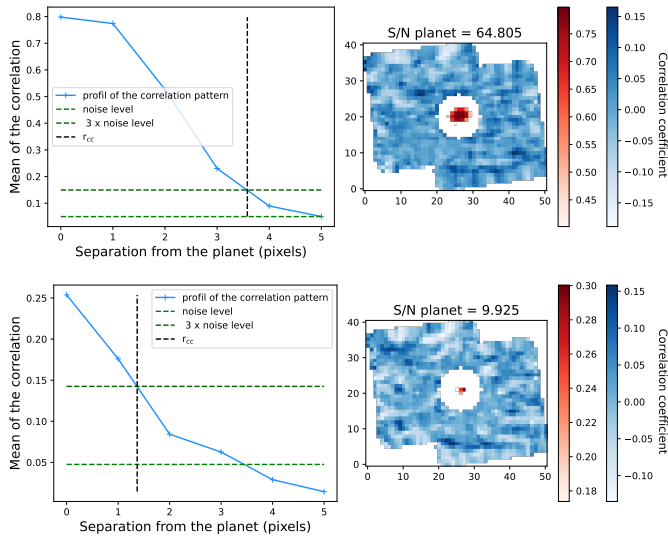 S/N planet = 64.805
Mean of the correlation
0.8
0.7
0.6
0.5
0.4
0.3
0.2
0.1
profil of the correlation pattern
noise level
3 x noise level
rcc
0 1 2 3 4 5
Separation from the planet (pixels)
40
30
20
10
0
0 10 20 30 40 50
0.75
0.70
0.65
0.60
0.55
0.50
0.45
0.15
0.10
0.05
0.00
−0.05
−0.10
−0.15
Correlation coefficient
S/N planet = 9.925
Mean of the correlation
0.25
0.20
0.15
0.10
0.05
profil of the correlation pattern
noise level
3 x noise level
rcc
0 1 2 3 4 5
Separation from the planet (pixels)
40
30
20
10
0
0 10 20 30 40 50
0.30
0.28
0.26
0.24
0.22
0.20
0.18
0.15
0.10
0.05
0.00
−0.05
−0.10
Correlation coefficient